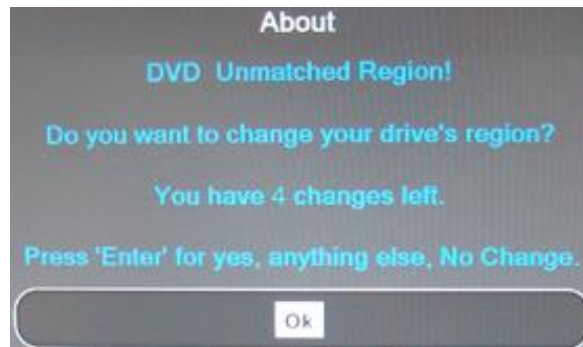 About
DVD Unmatched Region!
Do you want to change your drive's region?
You have 4 changes left.
Press 'Enter' for yes, anything else, No Change.
Ok